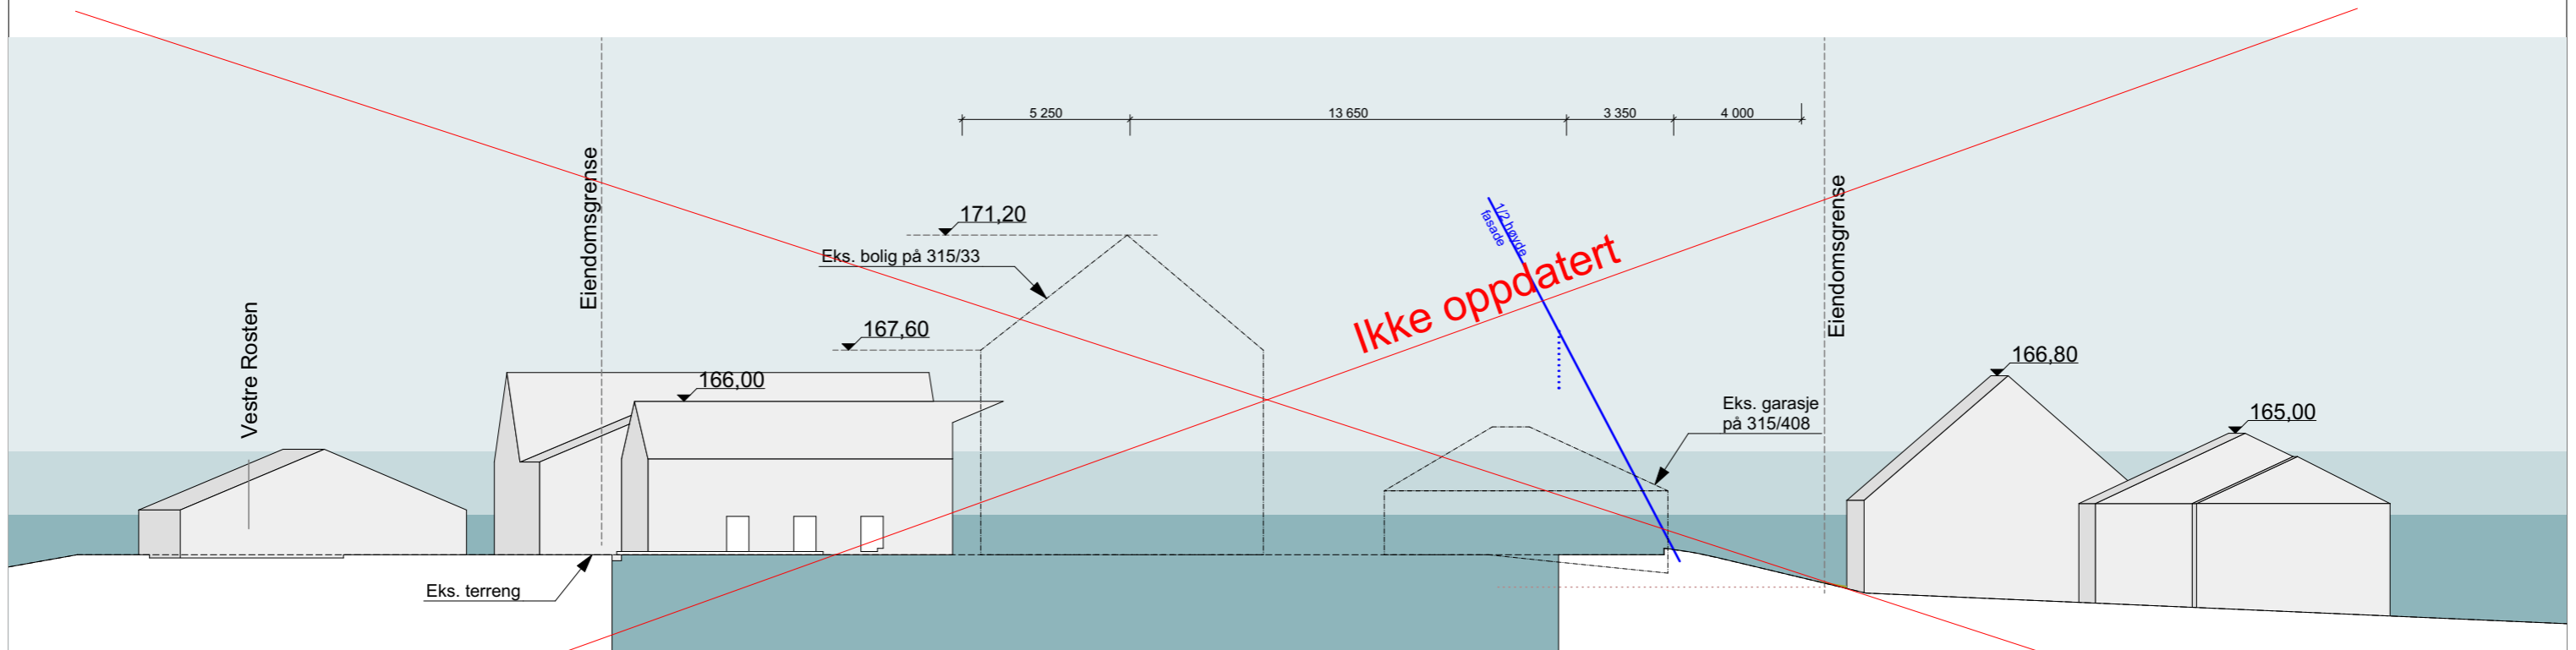 5 250
13 650
3 350
4 000
Eiendomsgrense
Eiendomsgrense
171,20
1/2 høyde
fasade
Eks. bolig på 315/33
Ikke oppdatert
Vestre Rosten
167,60
166,00
166,80
Eks. garasje
på 315/408
165,00
Eks. terreng